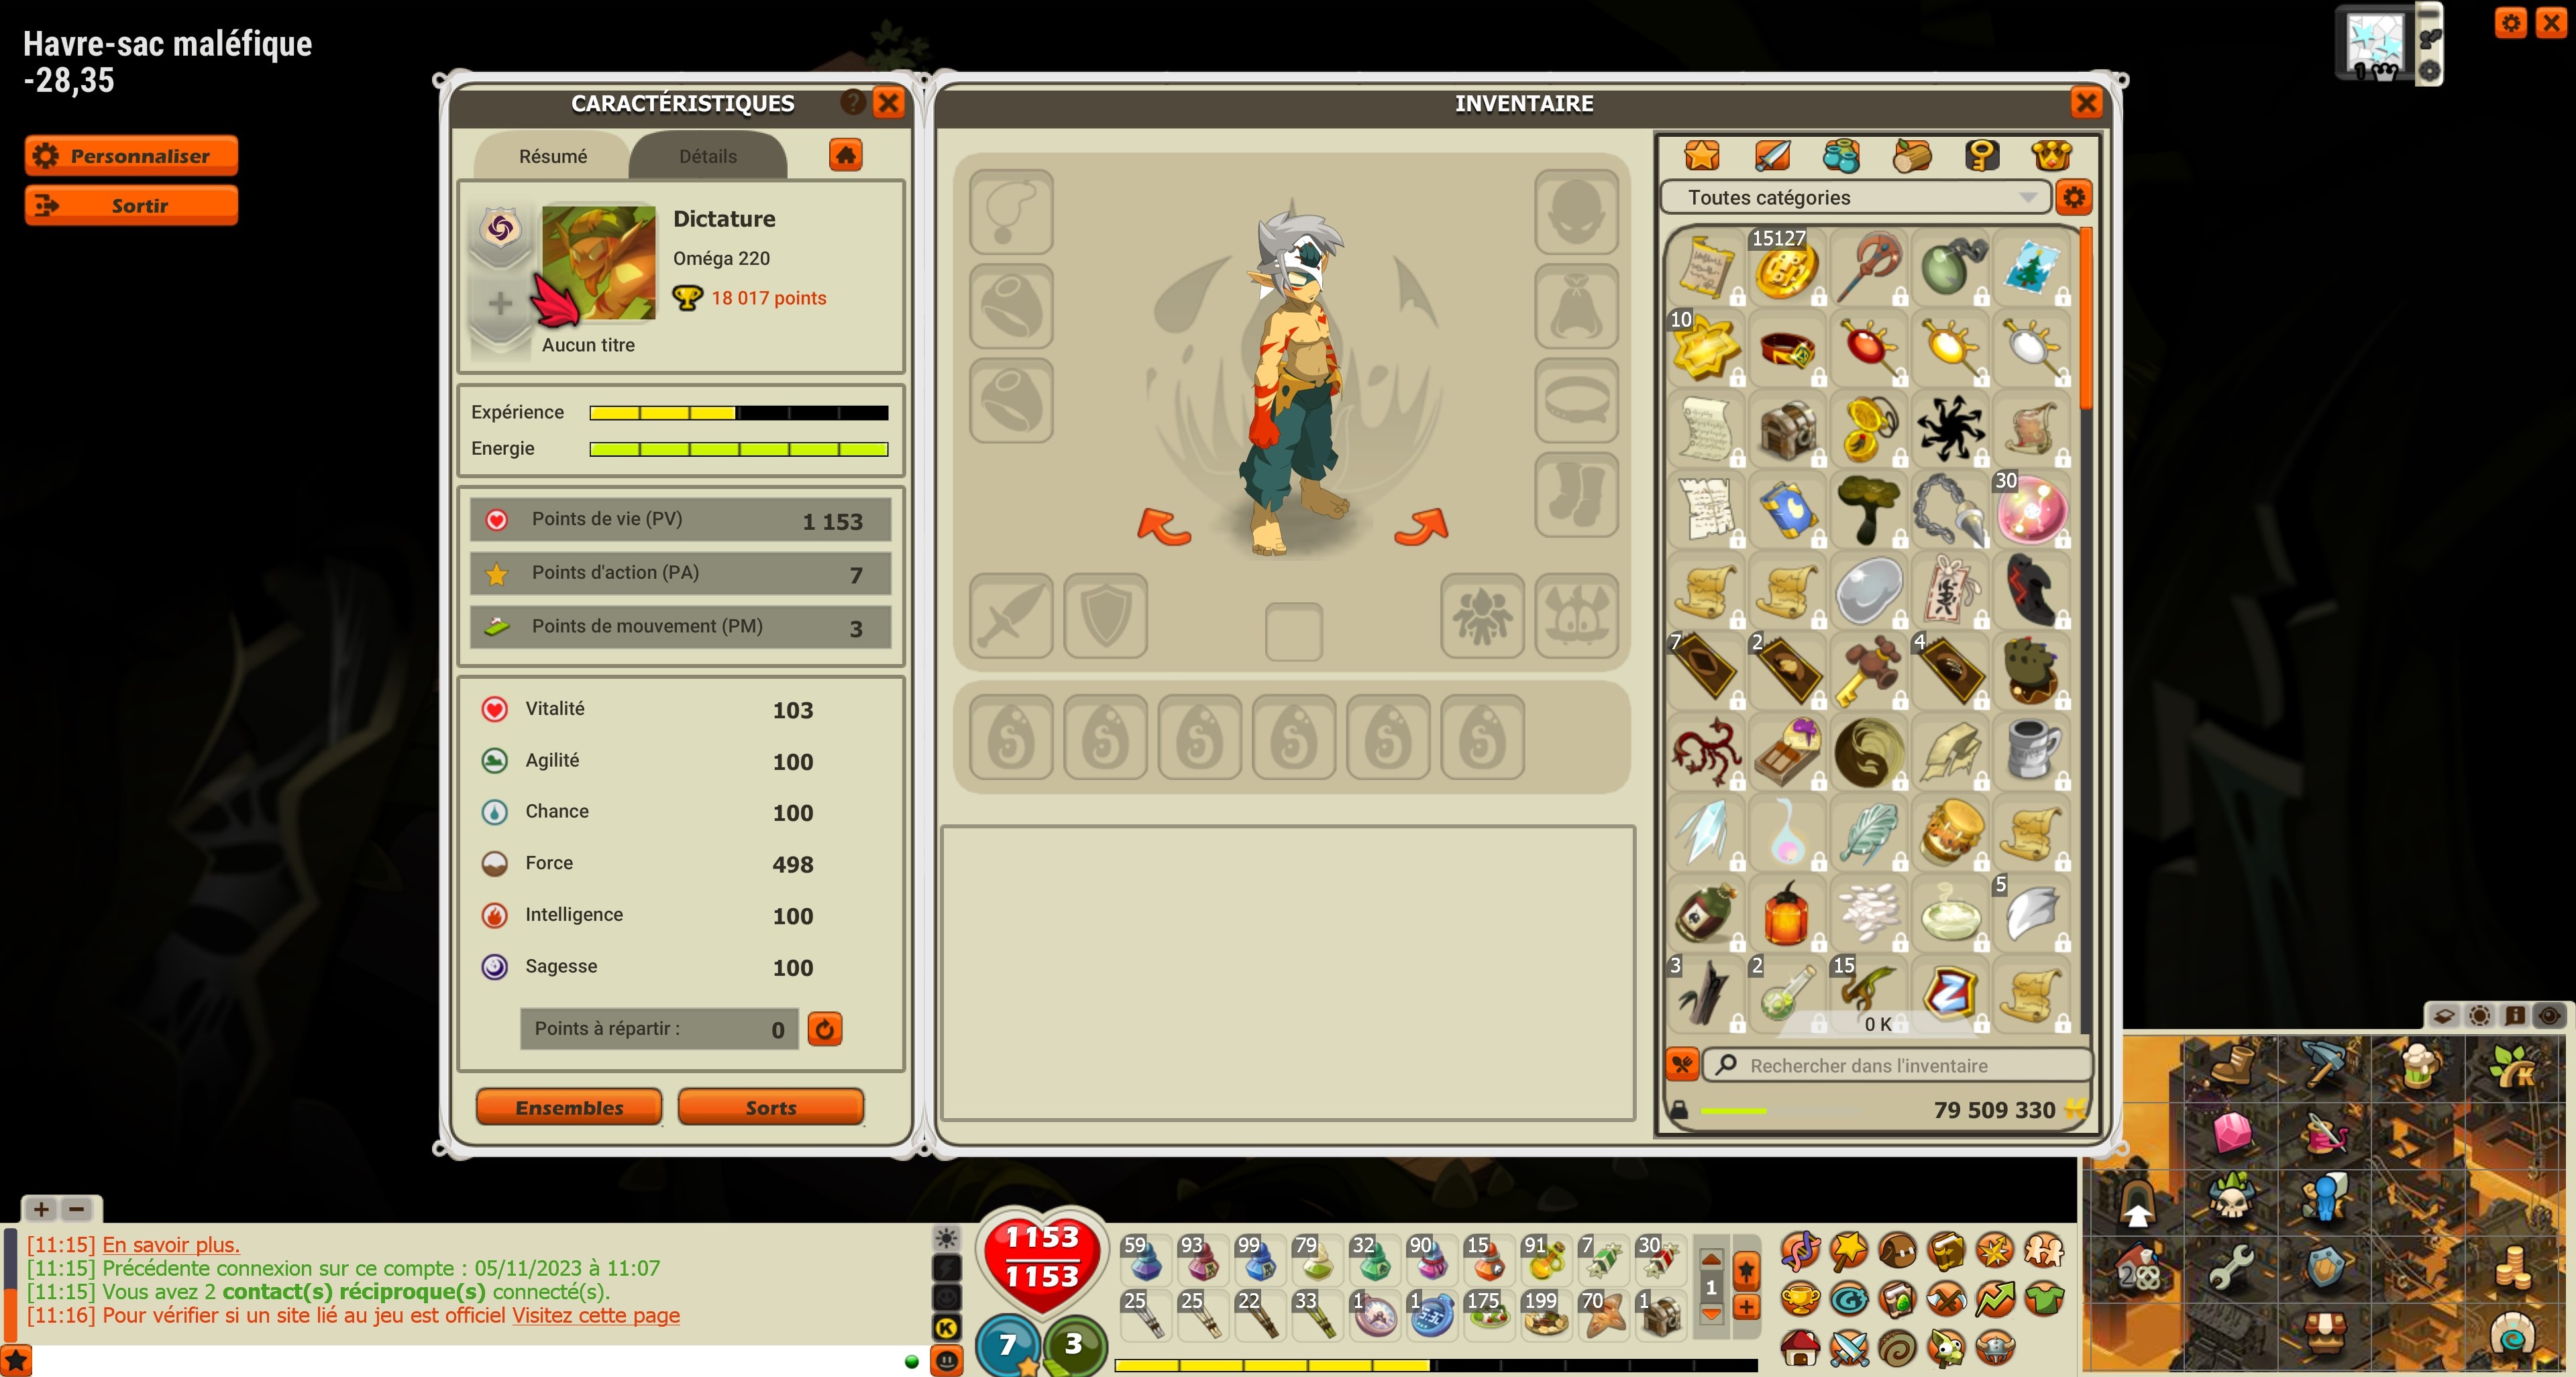 Havre-sac maléfique
-28,35
Personnaliser
Sortir
CARACTÉRISTIQUES
Résumé
Détails
Dictature
Oméga 220
18 017 points
Aucun titre
Expérience
Energie
Points de vie (PV) 1 153
Points d'action (PA) 7
Points de mouvement (PM) 3
Vitalité 103
Agilité 100
Chance 100
Force 498
Intelligence 100
Sagesse 100
Points à répartir : 0
Ensembles
Sorts
INVENTAIRE
Toutes catégories
15127
10
30
7 2 4
5
3 2 15
0 K
Rechercher dans l'inventaire
79 509 330
1
[11:15] En savoir plus.
[11:15] Précédente connexion sur ce compte : 05/11/2023 à 11:07
[11:15] Vous avez 2 contact(s) réciproque(s) connecté(s).
[11:16] Pour vérifier si un site lié au jeu est officiel Visitez cette page
1153
1153
7 3
59 93 99 79 32 90 15 91 7 30
25 25 22 33 1 1 175 199 70 1
1
2